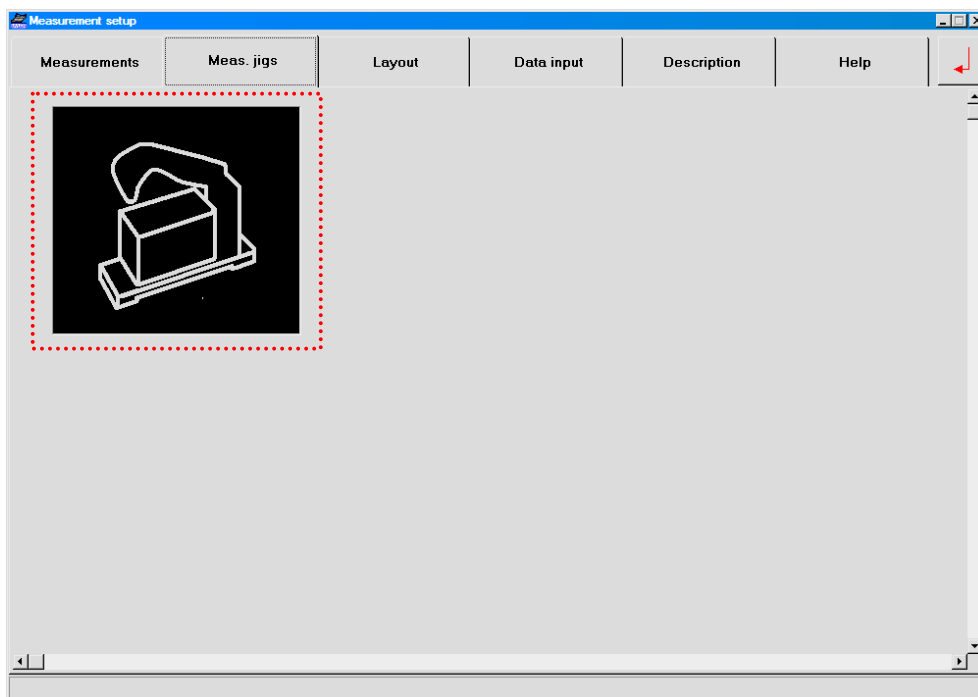 Measurement setup
Measurements Meas. jigs Layout Data input Description Help